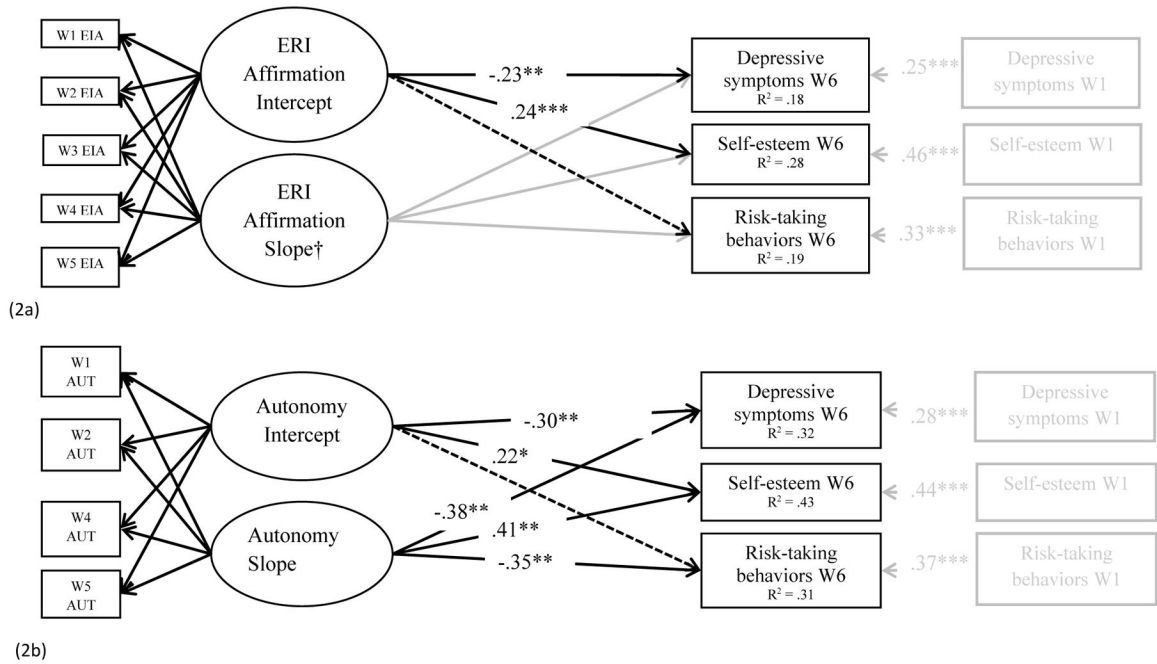 W1 EIA
W2 EIA
W3 EIA
W4 EIA
W5 EIA
ERI
Affirmation
Intercept
ERI
Affirmation
Slope†
-.23**
.24***
Depressive
symptoms W6
R² = .18
Self-esteem W6
R² = .28
Risk-taking
behaviors W6
R² = .19
.25***
.46***
.33***
Depressive
symptoms W1
Self-esteem W1
Risk-taking
behaviors W1
(2a)
W1
AUT
W2
AUT
W4
AUT
W5
AUT
Autonomy
Intercept
Autonomy
Slope
-.30**
.22*
-.38**
.41**
-.35**
Depressive
symptoms W6
R² = .32
Self-esteem W6
R² = .43
Risk-taking
behaviors W6
R² = .31
.28***
.44***
.37***
Depressive
symptoms W1
Self-esteem W1
Risk-taking
behaviors W1
(2b)